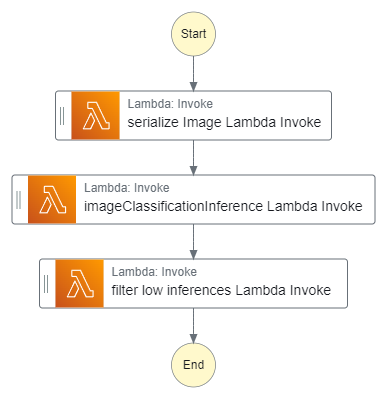 Start
Lambda: Invoke
serialize Image Lambda Invoke
Lambda: Invoke
imageClassificationInference Lambda Invoke
Lambda: Invoke
filter low inferences Lambda Invoke
End